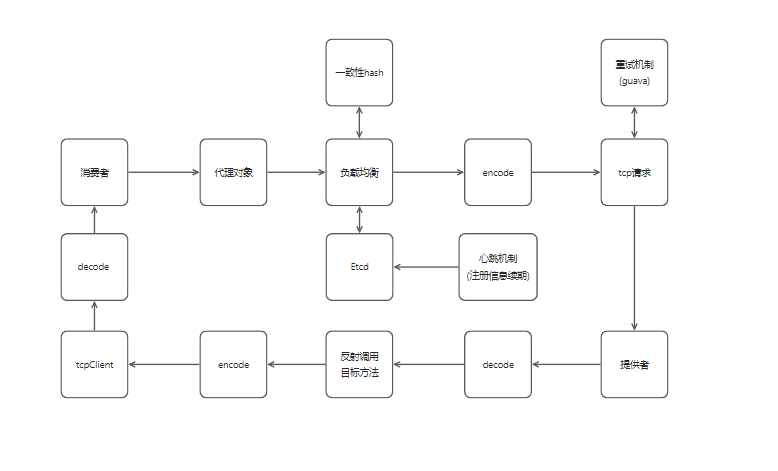 一致性hash
重试机制
(guava)
消费者
代理对象
负载均衡
encode
tcp请求
decode
Etcd
心跳机制
(注册信息续期)
tcpClient
encode
反射调用
目标方法
decode
提供者